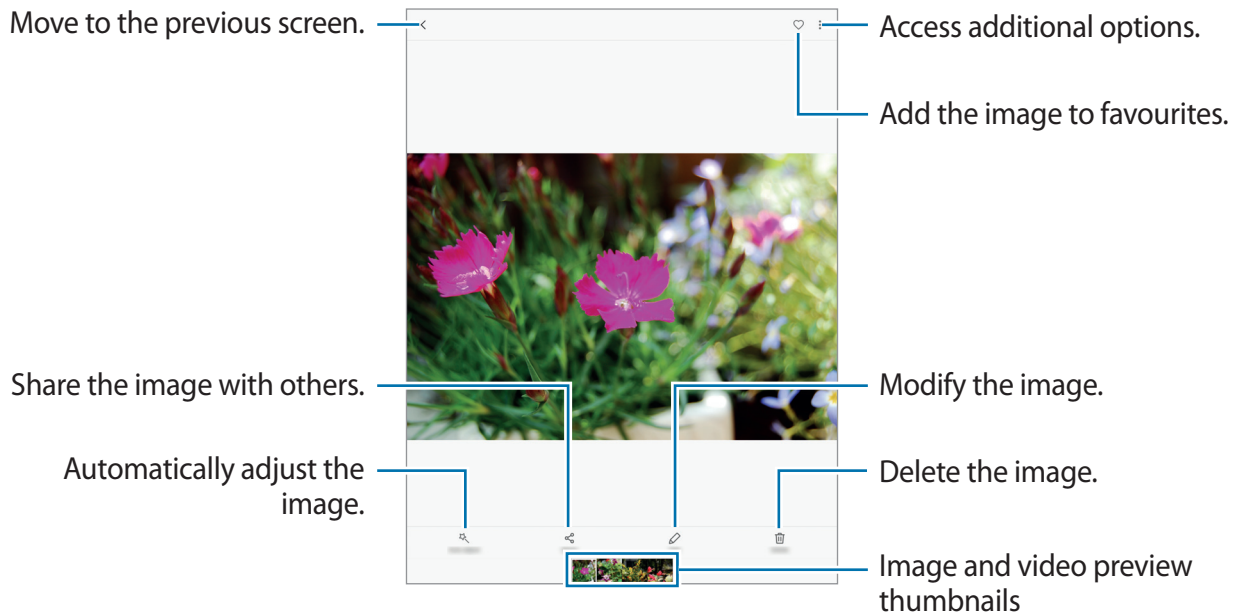 Move to the previous screen.
Access additional options.
Add the image to favourites.
Share the image with others.
Modify the image.
Automatically adjust the
image.
Delete the image.
Image and video preview
thumbnails